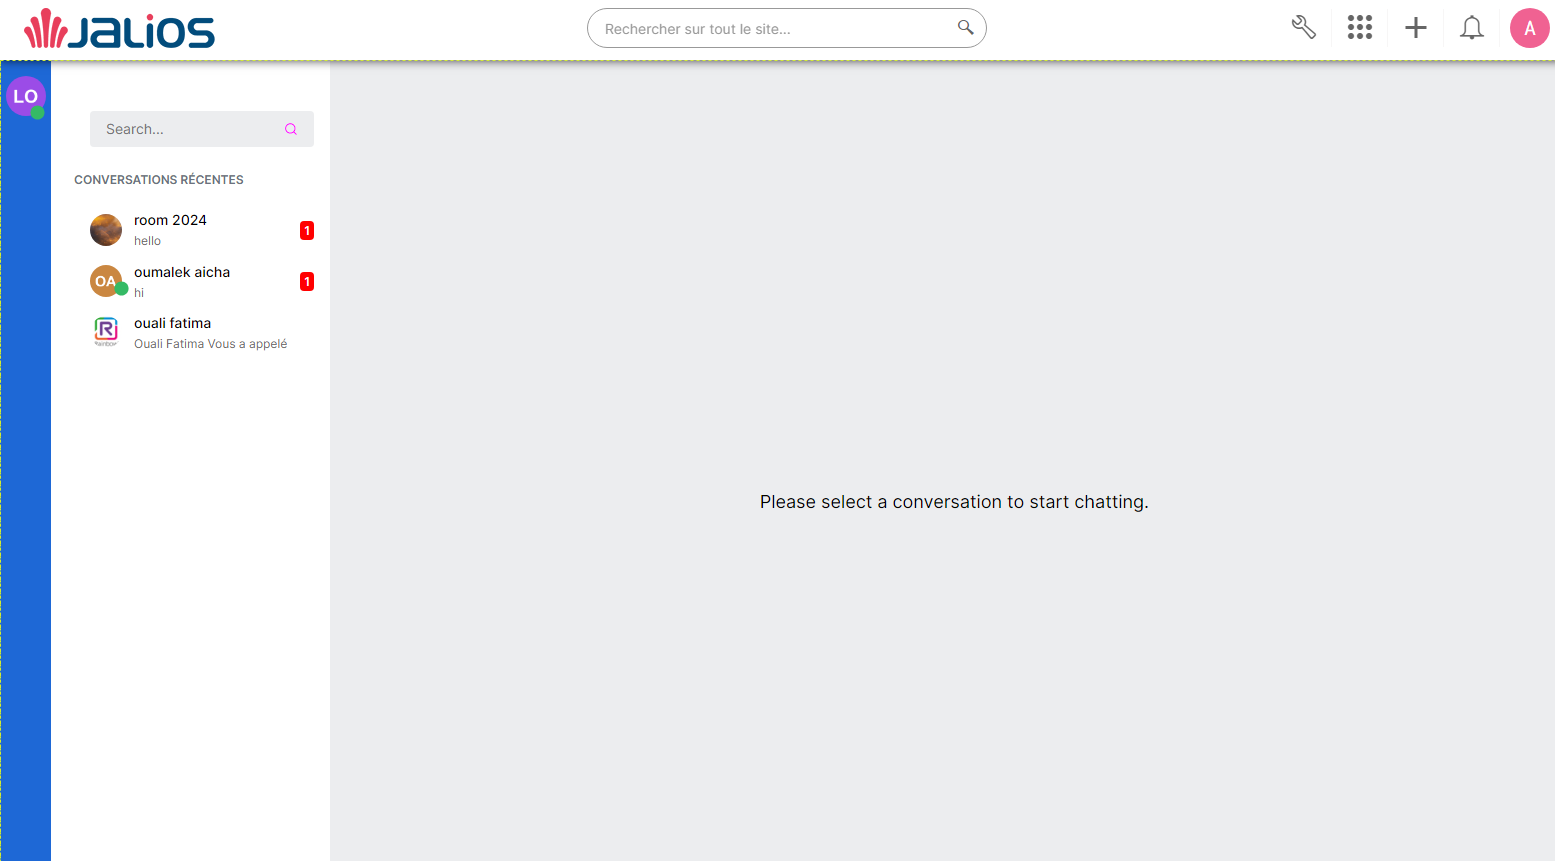 JALIOS
Rechercher sur tout le site...
A
LO
Search...
CONVERSATIONS RÉCENTES
room 2024
hello
1
OA
oumalek aicha
hi
1
R
Rainbow
ouali fatima
Ouali Fatima Vous a appelé
Please select a conversation to start chatting.